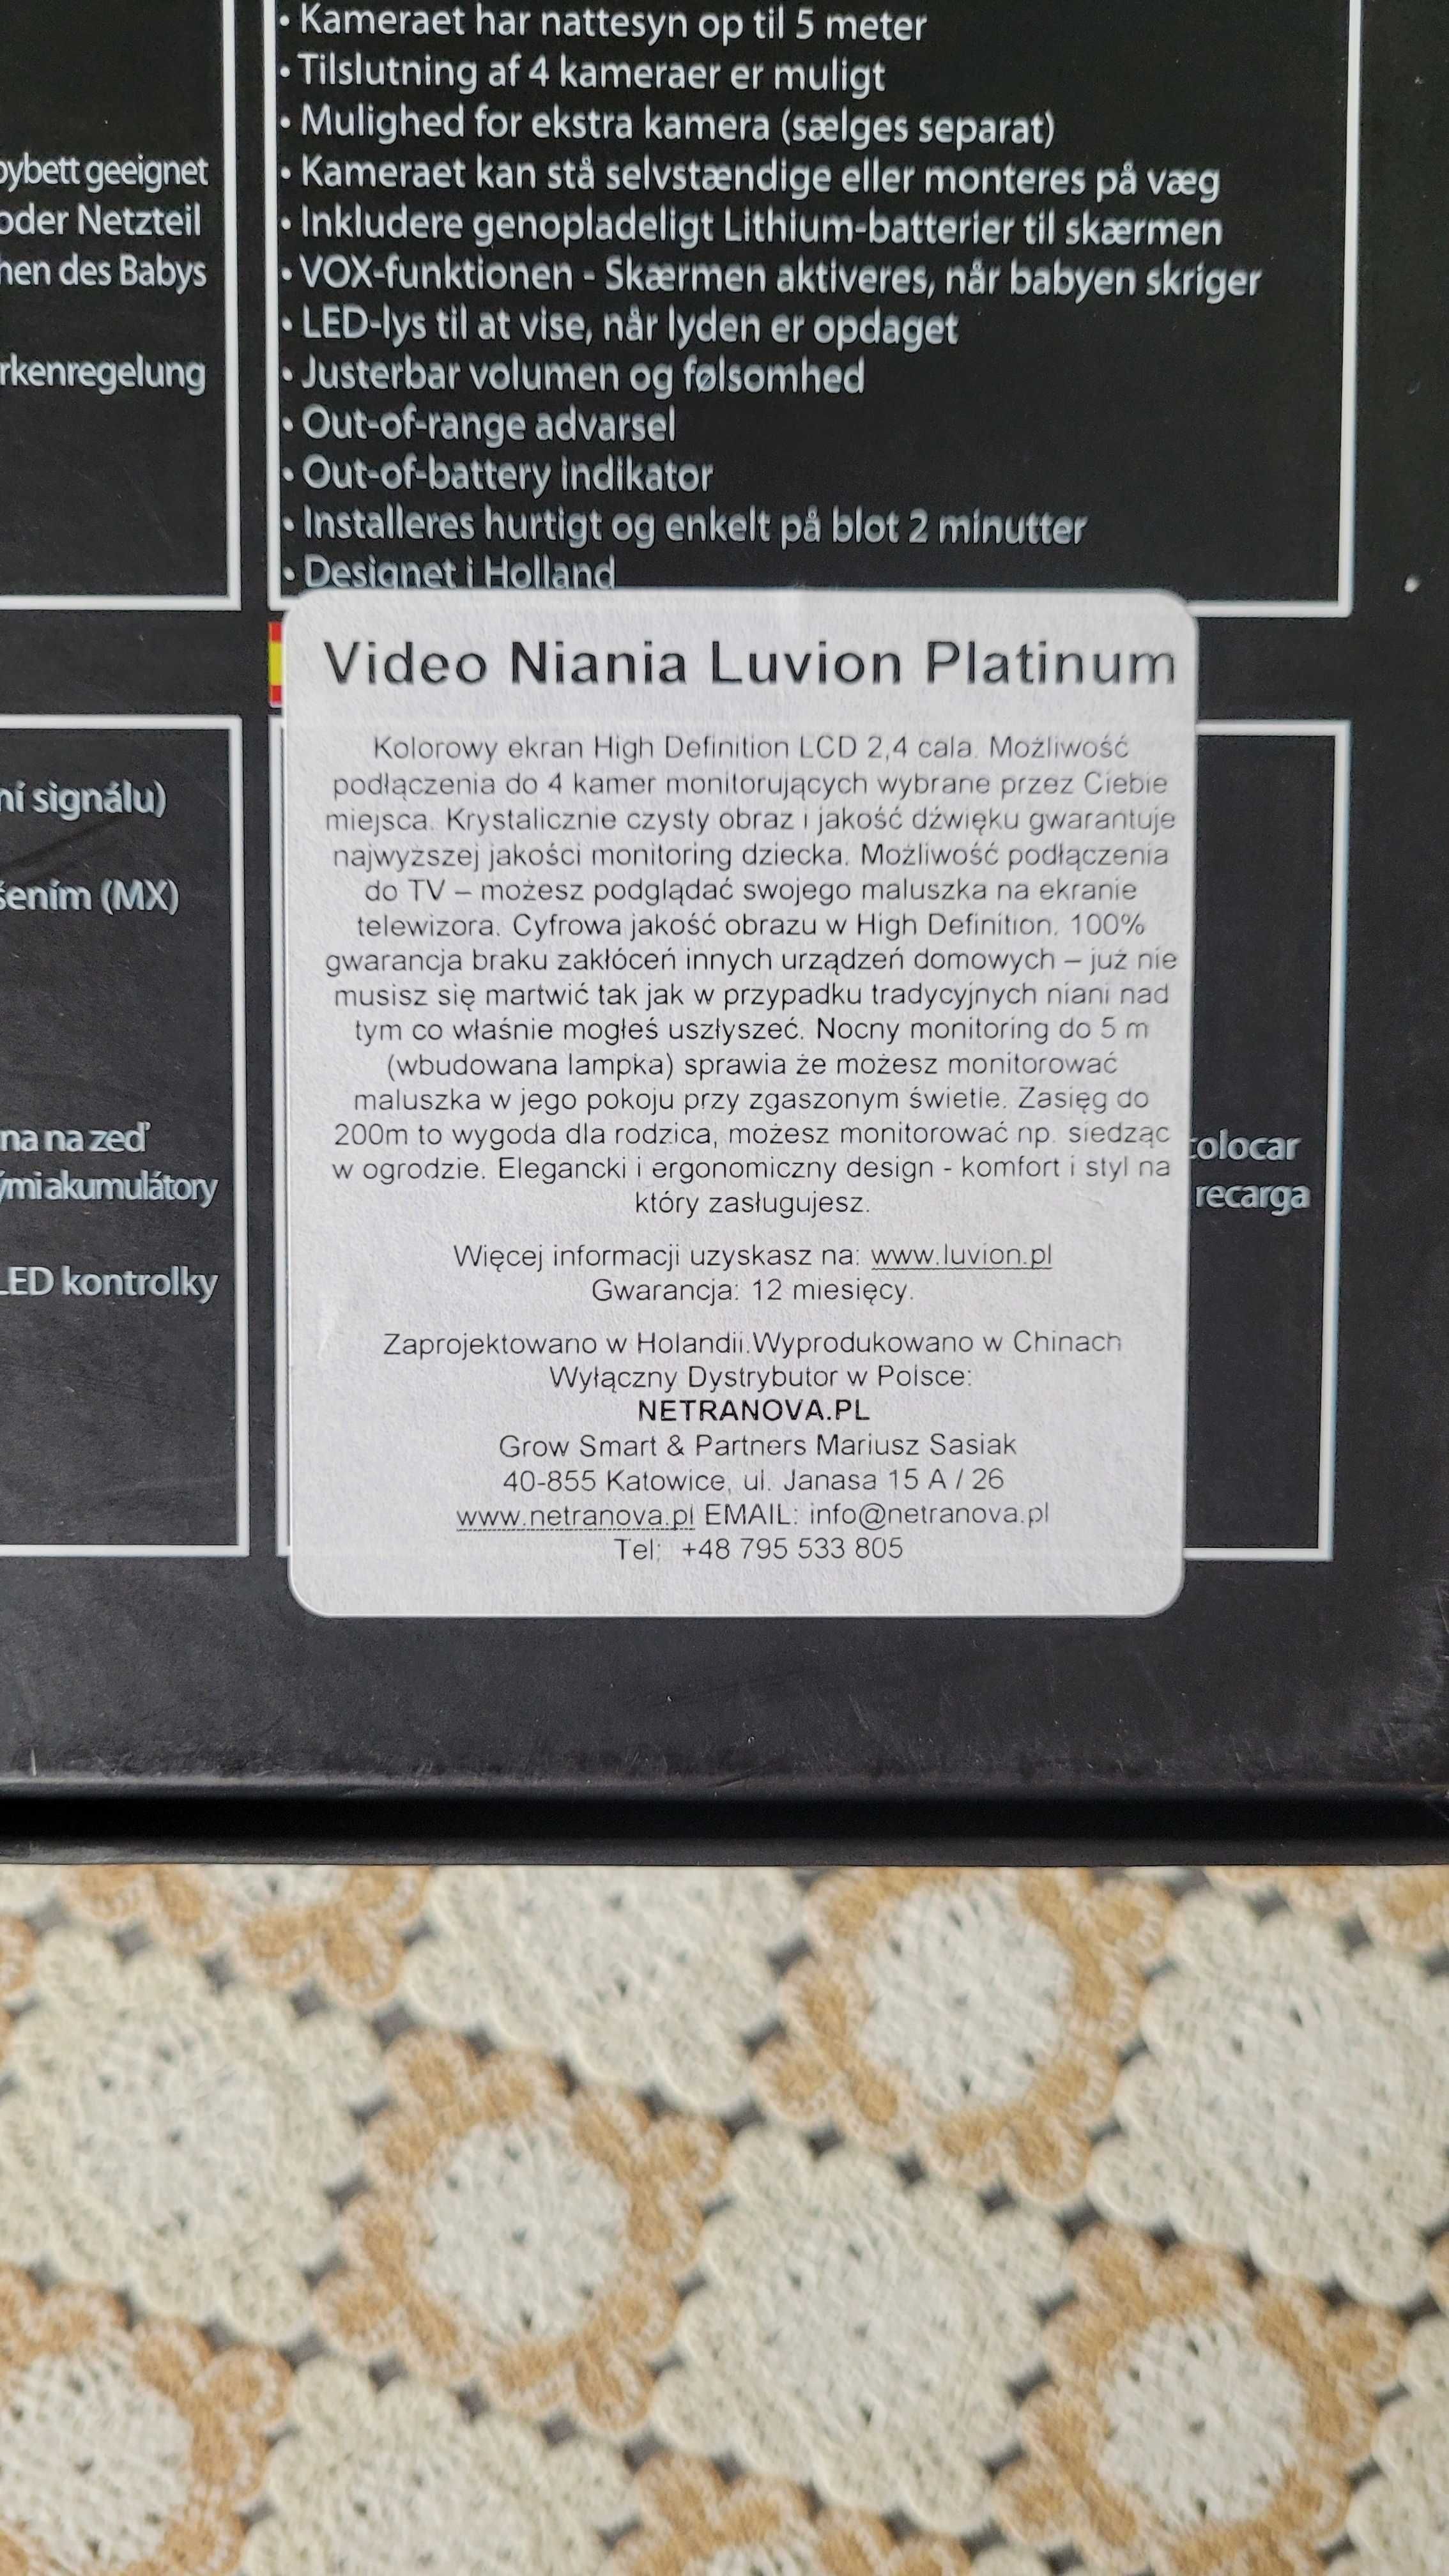 • Kameraet har nattesyn op til 5 meter
• Tilslutning af 4 kameraer er muligt
• Mulighed for ekstra kamera (sælges separat)
• Kameraet kan stå selvstændige eller monteres på væg
• Inkludere genopladeligt Lithium-batterier til skærmen
• VOX-funktionen - Skærmen aktiveres, når babyen skriger
• LED-lys til at vise, når lyden er opdaget
• Justerbar volumen og følsomhed
• Out-of-range advarsel
• Out-of-battery indikator
• Installeres hurtigt og enkelt på blot 2 minutter
• Designet i Holland
geeignet
oder Netzteil
des Babys
rkenregelung
ní signálu)
šením (MX)
na na zeď
ými akumulátory
LED kontrolky
Video Niania Luvion Platinum
Kolorowy ekran High Definition LCD 2,4 cala. Możliwość
podłączenia do 4 kamer monitorujących wybrane przez Ciebie
miejsca. Krystalicznie czysty obraz i jakość dźwięku gwarantuje
najwyzszej jakości monitoring dziecka. Możliwość podłączenia
do TV – możesz podglądać swojego maluszka na ekranie
telewizora. Cyfrowa jakość obrazu w High Definition. 100%
gwarancja braku zakłóceń innych urządzeń domowych – już nie
musisz się martwić tak jak w przypadku tradycyjnych niani nad
tym co właśnie mogłeś uszłyszeć. Nocny monitoring do 5 m
(wbudowana lampka) sprawia że możesz monitorować
maluszka w jego pokoju przy zgaszonym świetle. Zasięg do
200m to wygoda dla rodzica, możesz monitorować np. siedząc
w ogrodzie. Elegancki i ergonomiczny design - komfort i styl na
który zasługujesz.
Więcej informacji uzyskasz na: www.luvion.pl
Gwarancja: 12 miesięcy.
Zaprojektowano w Holandii.Wyprodukowano w Chinach
Wyłączny Dystrybutor w Polsce:
NETRANOVA.PL
Grow Smart & Partners Mariusz Sasiak
40-855 Katowice, ul. Janasa 15 A / 26
www.netranova.pl EMAIL: info@netranova.pl
Tel: +48 795 533 805
colocar
recarga